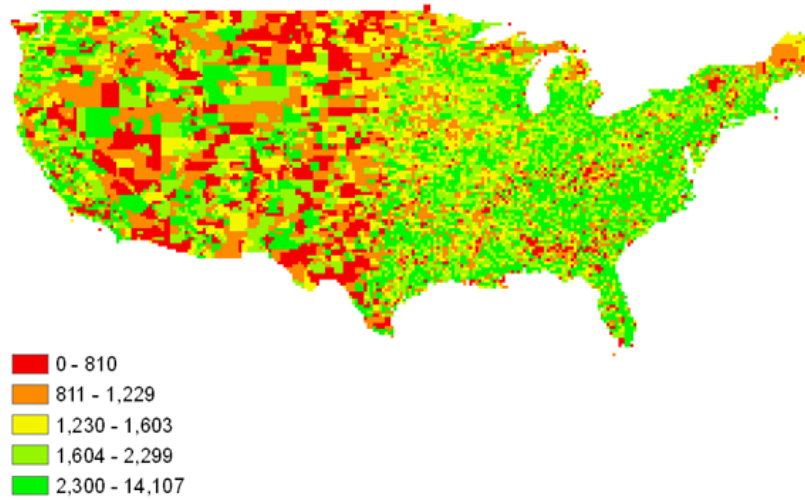 0 - 810
811 - 1,229
1,230 - 1,603
1,604 - 2,299
2,300 - 14,107